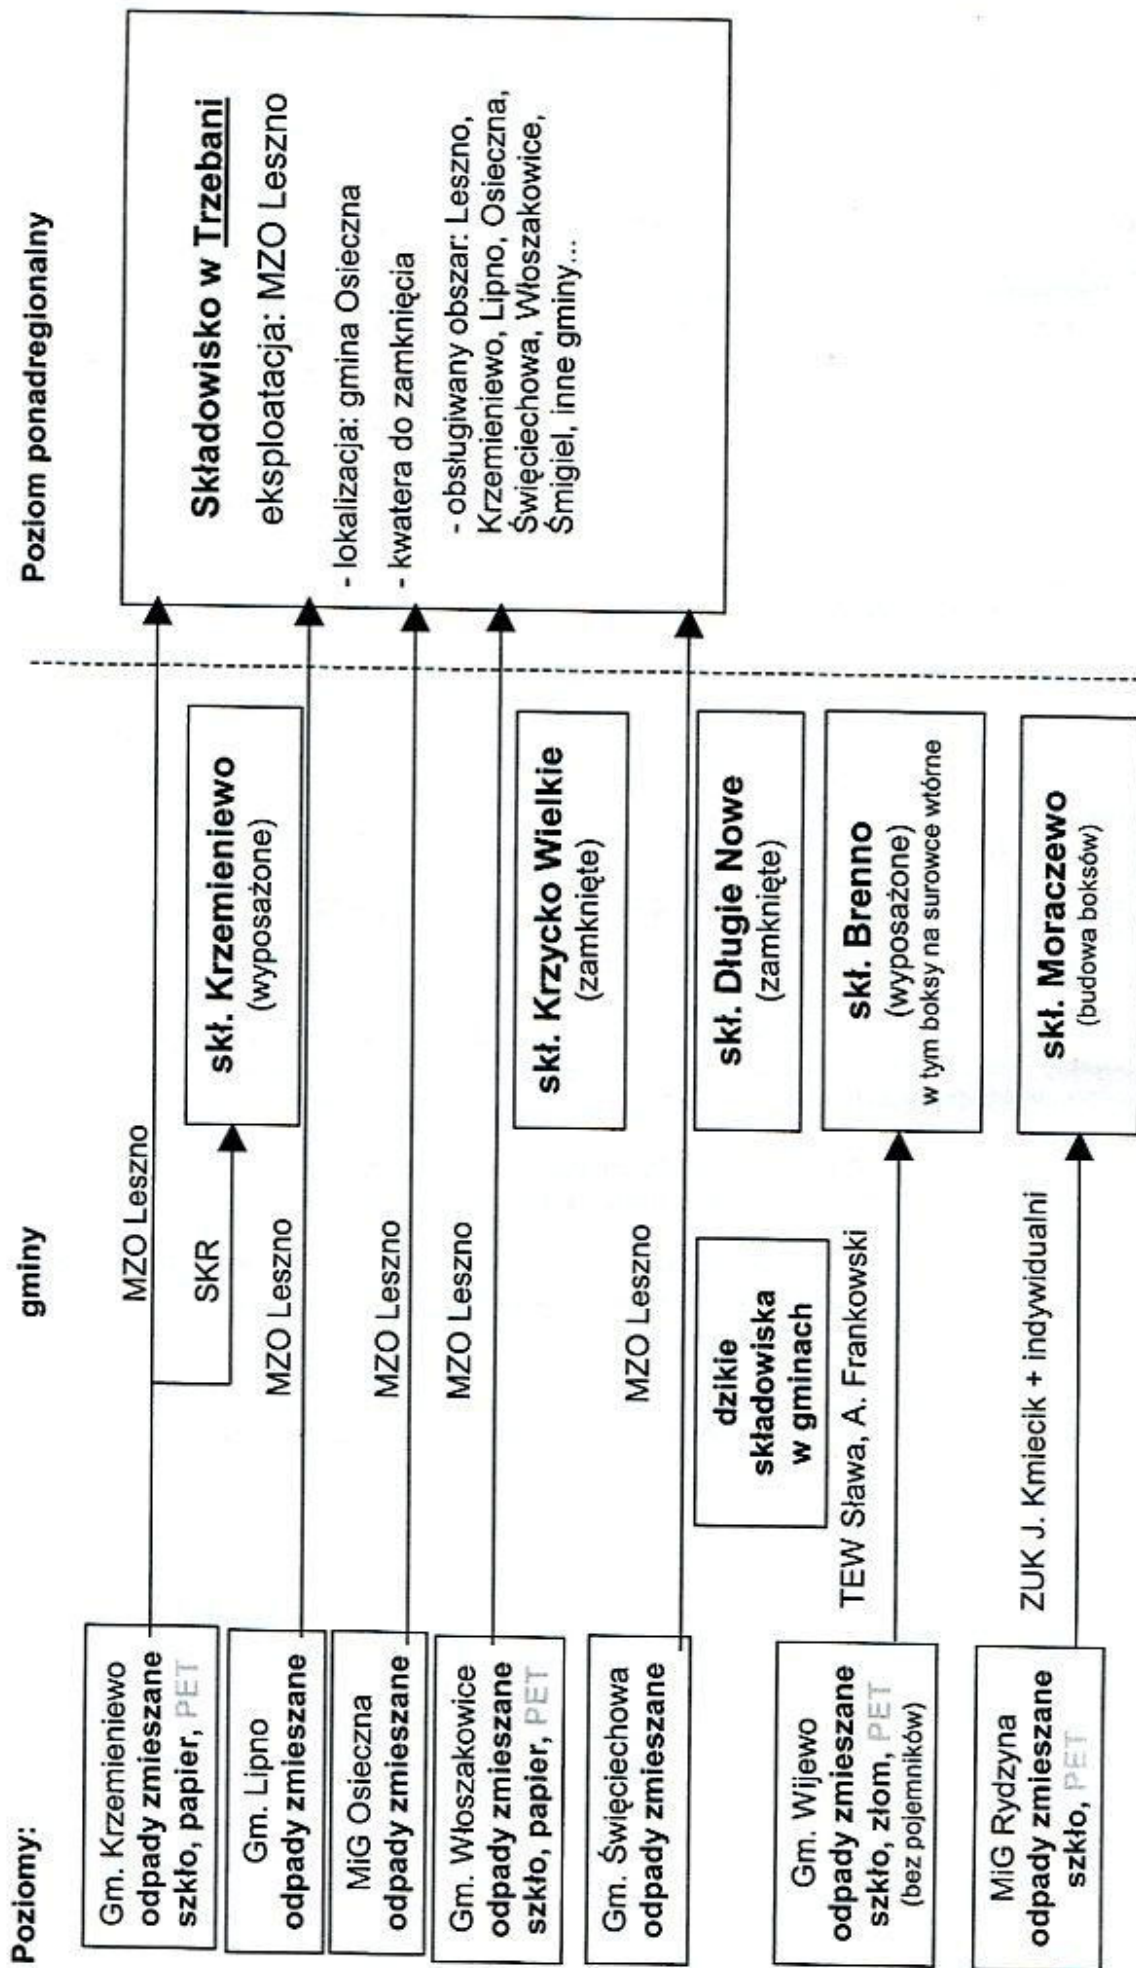 Poziomy:
gminy
Poziom ponadregionalny
Gm. Krzemieniewo
odpady zmieszane
szkło, papier, PET
Gm. Lipno
odpady zmieszane
MiG Osieczna
odpady zmieszane
Gm. Włoszakowice
odpady zmieszane
szkło, papier, PET
Gm. Święciechowa
odpady zmieszane
Gm. Wijewo
odpady zmieszane
szkło, złom, PET
(bez pojemników)
MiG Rydzyna
odpady zmieszane
szkło, PET
MZO Leszno
SKR
MZO Leszno
MZO Leszno
MZO Leszno
MZO Leszno
dzikie
składowiska
w gminach
TEW Sława, A. Frankowski
ZUK J. Kmiecik + indywidualni
skł. Krzemieniewo
(wyposażone)
skł. Krzycko Wielkie
(zamknięte)
skł. Długie Nowe
(zamknięte)
skł. Brenno
(wyposażone)
w tym boksy na surowce wtórne
skł. Moraczewo
(budowa boksów)
Składowisko w Trzebani
eksploatacja: MZO Leszno
- lokalizacja: gmina Osieczna
- kwatera do zamknięcia
- obsługiwany obszar: Leszno,
Krzemieniewo, Lipno, Osieczna,
Święciechowa, Włoszakowice,
Śmigiel, inne gminy...